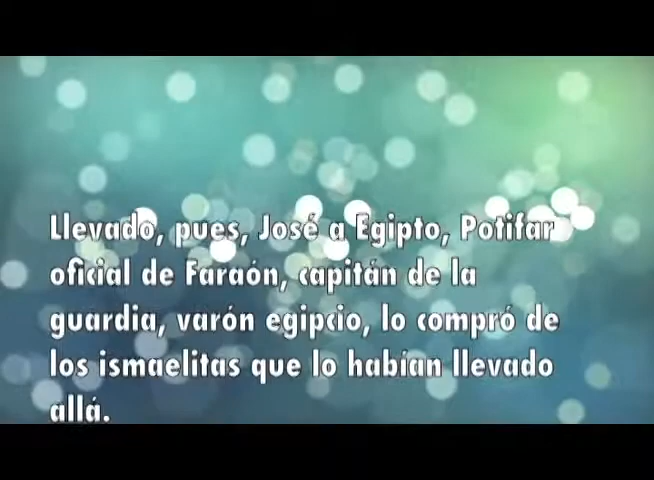 Llevado, pues, José a Egipto, Potifar
oficial de Faraón, capitán de la
guardia, varón egipcio, lo compró de
los ismaelitas que lo habían llevado
allá.